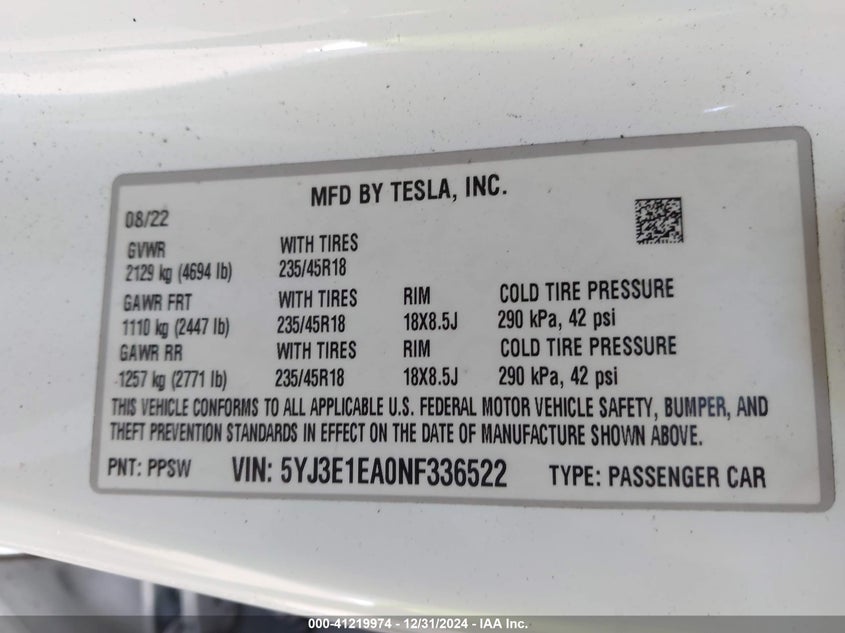 MFD BY TESLA, INC.
08/22
GVWR WITH TIRES
2129 kg (4694 lb) 235/45R18
GAWR FRT WITH TIRES RIM COLD TIRE PRESSURE
1110 kg (2447 lb) 235/45R18 18X8.5J 290 kPa, 42 psi
GAWR RR WITH TIRES RIM COLD TIRE PRESSURE
1257 kg (2771 lb) 235/45R18 18X8.5J 290 kPa, 42 psi
THIS VEHICLE CONFORMS TO ALL APPLICABLE U.S. FEDERAL MOTOR VEHICLE SAFETY, BUMPER, AND
THEFT PREVENTION STANDARDS IN EFFECT ON THE DATE OF MANUFACTURE SHOWN ABOVE.
PNT: PPSW VIN: 5YJ3E1EA0NF336522 TYPE: PASSENGER CAR
000-41219974 - 12/31/2024 - IAA Inc.